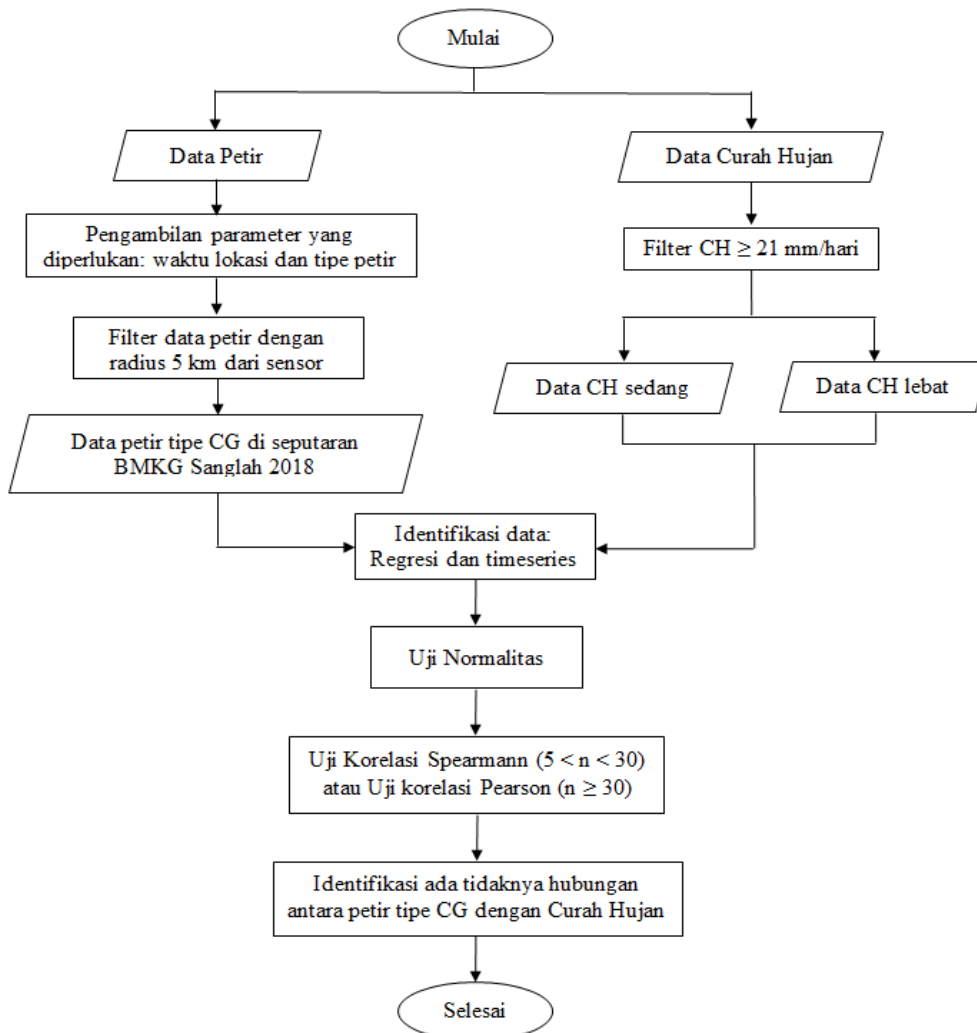 Mulai
Data Petir
Data Curah Hujan
Pengambilan parameter yang
diperlukan: waktu lokasi dan tipe petir
Filter CH ≥ 21 mm/hari
Filter data petir dengan
radius 5 km dari sensor
Data CH sedang
Data CH lebat
Data petir tipe CG di seputaran
BMKG Sanglah 2018
Identifikasi data:
Regresi dan timeseries
Uji Normalitas
Uji Korelasi Spearmann (5 < n < 30)
atau Uji korelasi Pearson (n ≥ 30)
Identifikasi ada tidaknya hubungan
antara petir tipe CG dengan Curah Hujan
Selesai